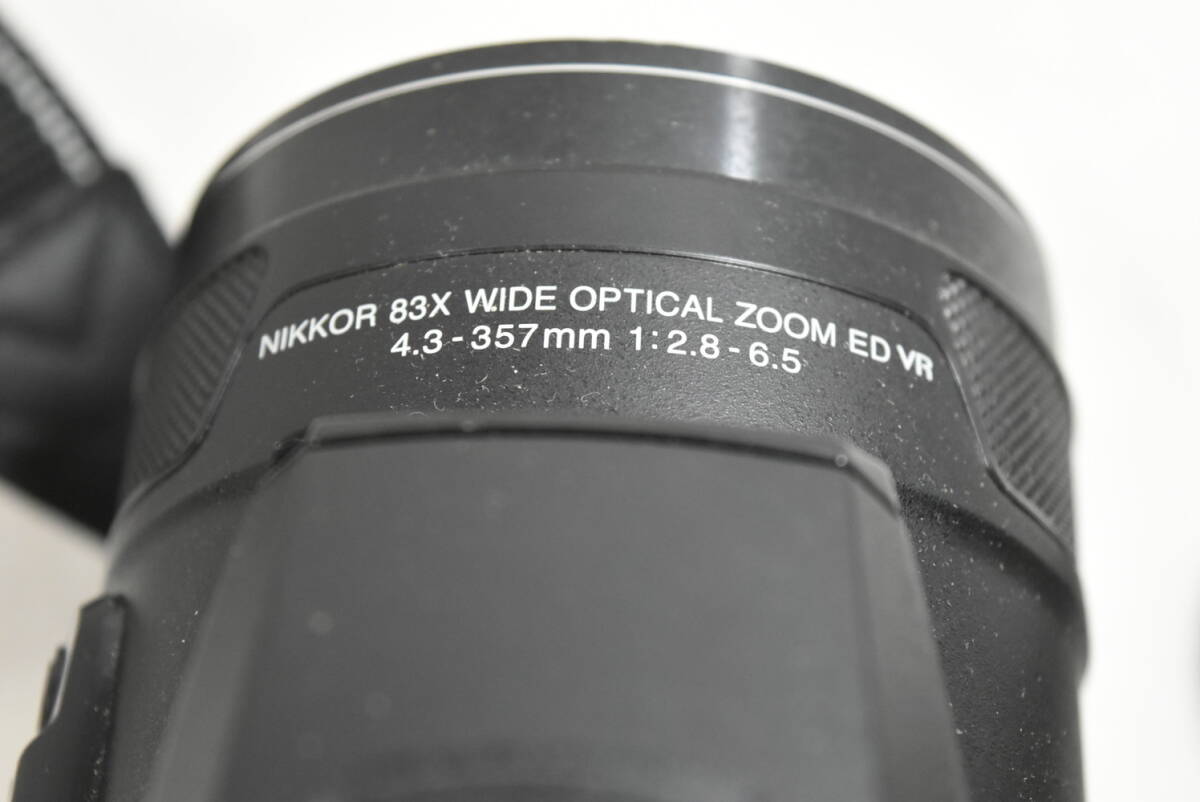 NIKKOR 83X WIDE OPTICAL ZOOM ED VR
4.3-357mm 1:2.8-6.5